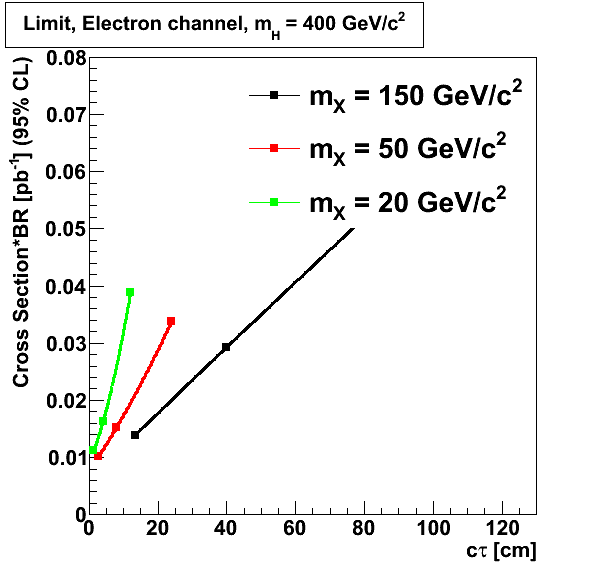 Limit, Electron channel, m_H = 400 GeV/c²
Cross Section*BR [pb⁻¹] (95% CL)
0.08
0.07
0.06
0.05
0.04
0.03
0.02
0.01
0
m_X = 150 GeV/c²
m_X = 50 GeV/c²
m_X = 20 GeV/c²
0 20 40 60 80 100 120
cτ [cm]